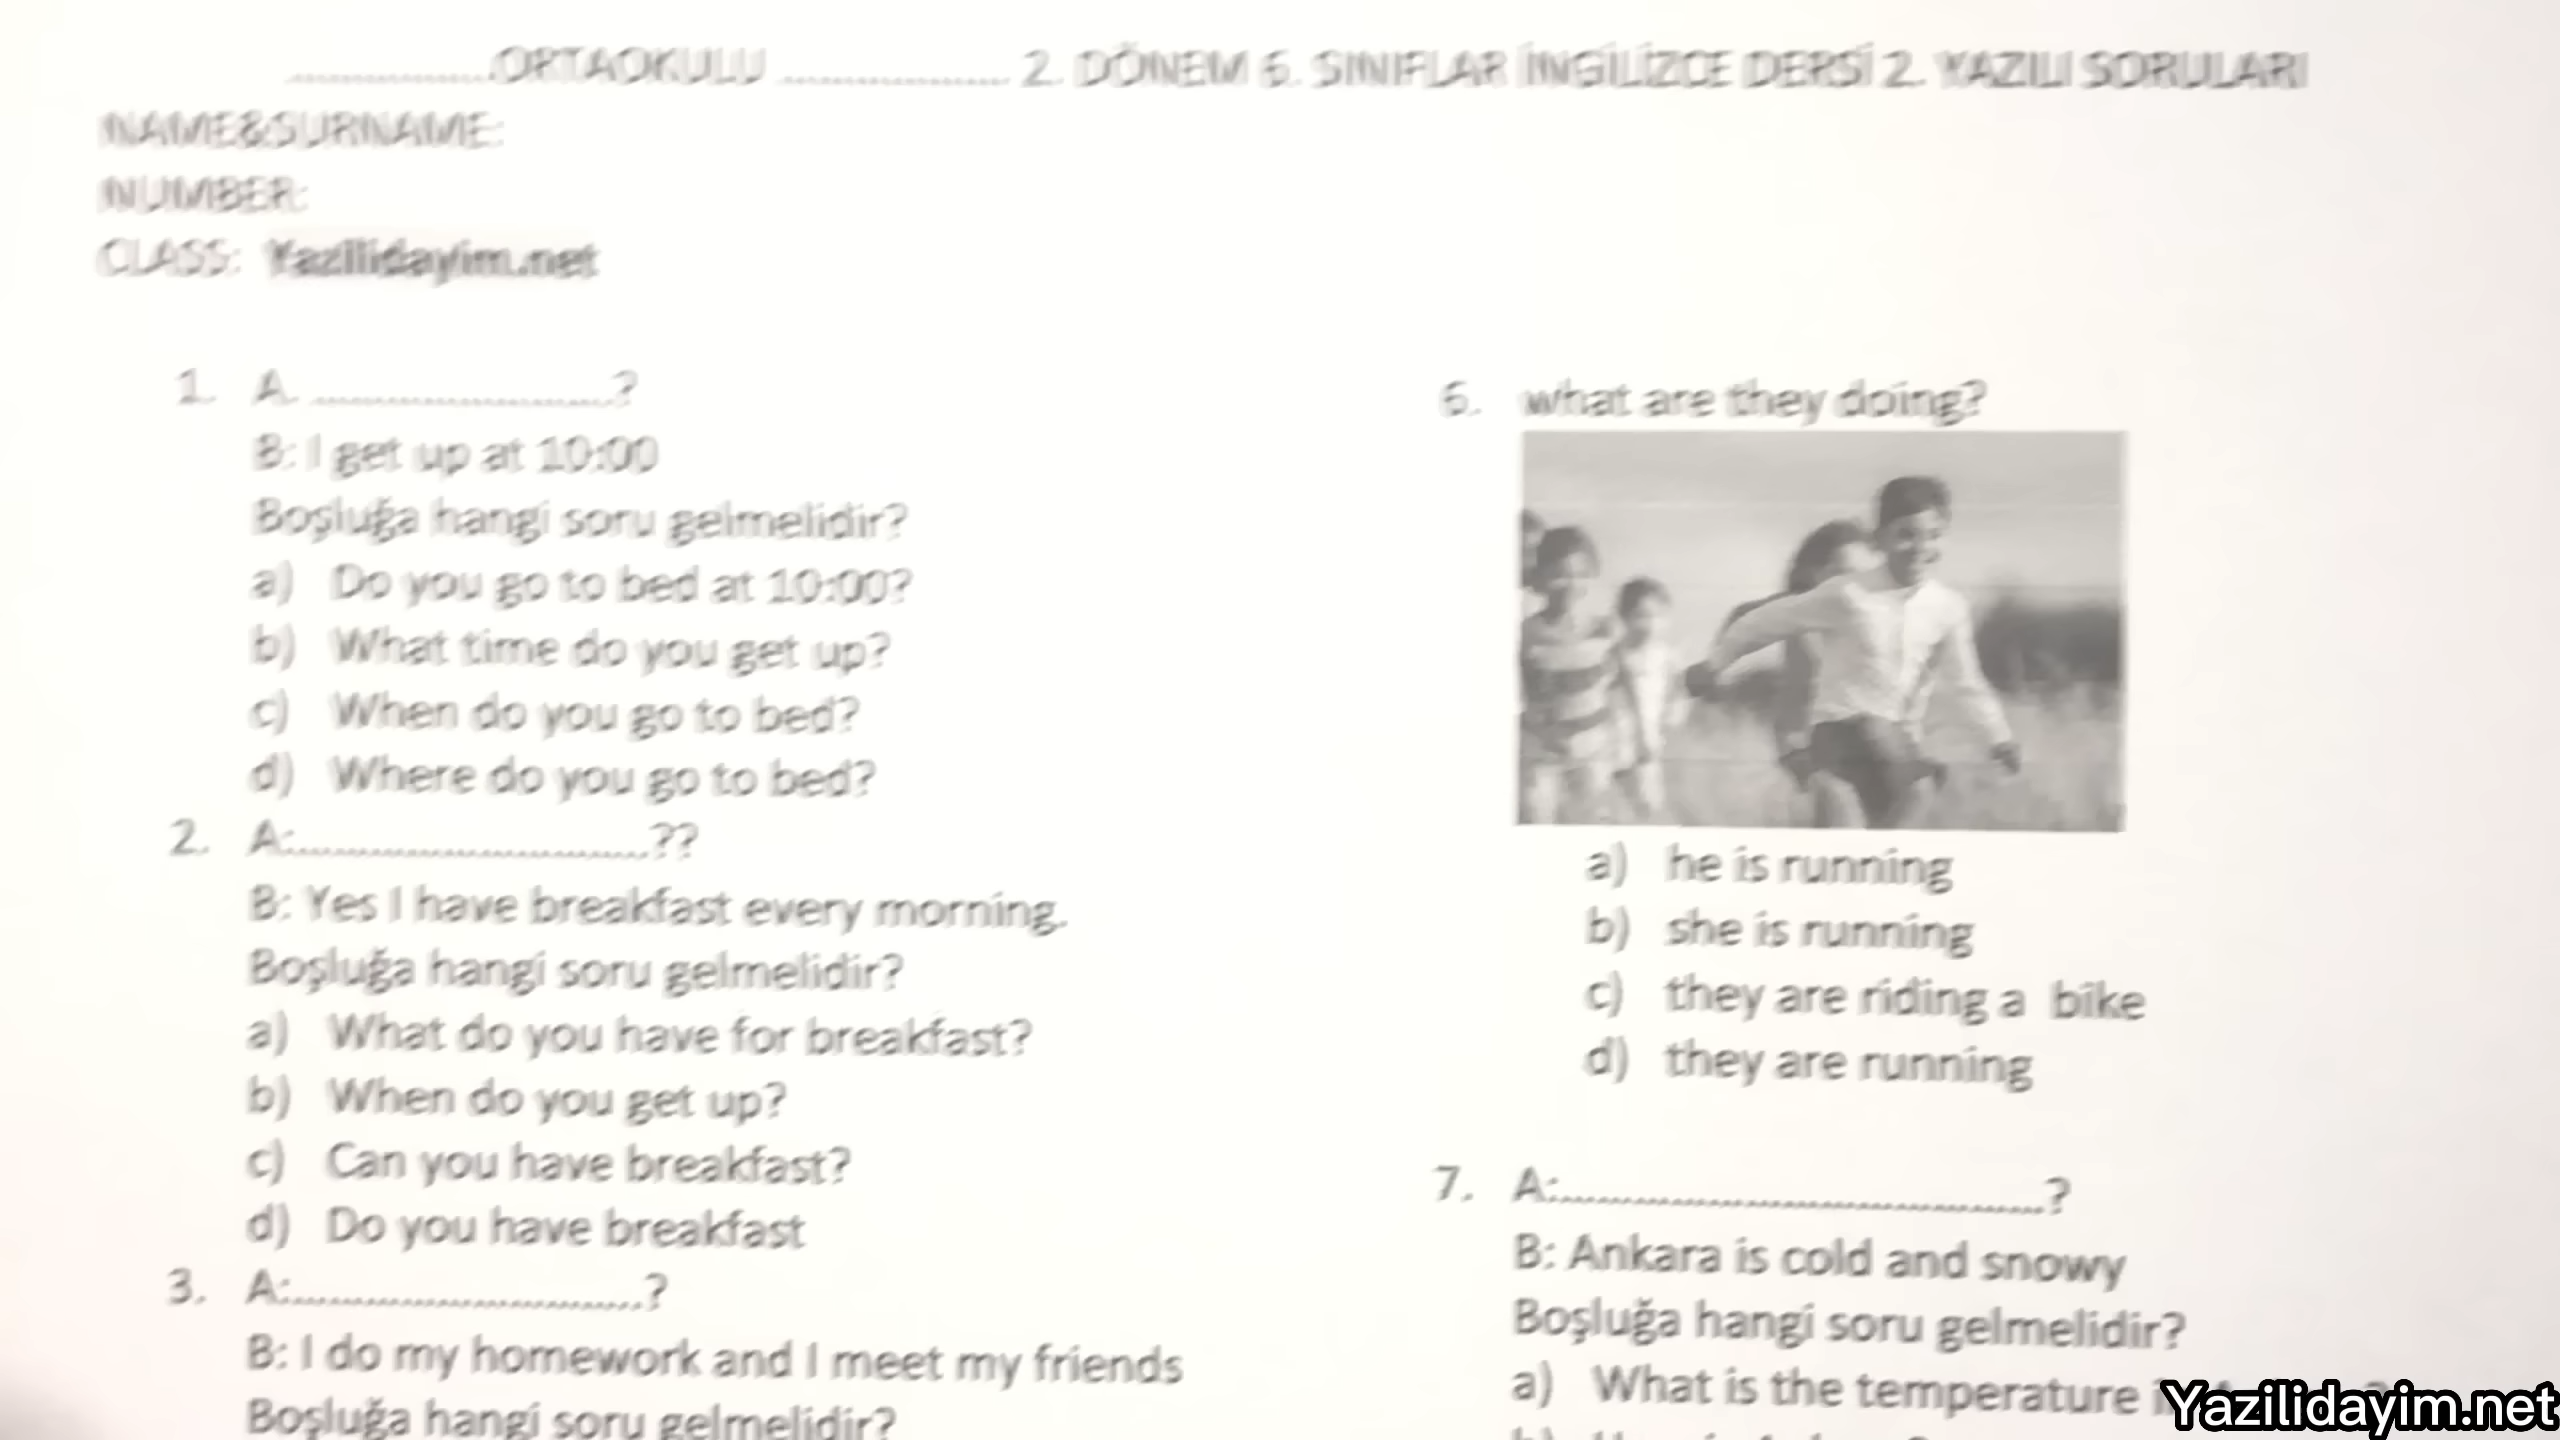 ................ORTAOKULU .................. 2. DÖNEM 6. SINIFLAR İNGİLİZCE DERSİ 2. YAZILI SORULARI
NAME&SURNAME:
NUMBER:
CLASS: Yazilidayim.net
1. A. ........................?
B: I get up at 10:00
Boşluğa hangi soru gelmelidir?
a) Do you go to bed at 10:00?
b) What time do you get up?
c) When do you go to bed?
d) Where do you go to bed?
2. A:.............................??
B: Yes I have breakfast every morning.
Boşluğa hangi soru gelmelidir?
a) What do you have for breakfast?
b) When do you get up?
c) Can you have breakfast?
d) Do you have breakfast
3. A:.............................?
B: I do my homework and I meet my friends
Boşluğa hangi soru gelmelidir?
6. what are they doing?
a) he is running
b) she is running
c) they are riding a bike
d) they are running
7. A:........................................?
B: Ankara is cold and snowy
Boşluğa hangi soru gelmelidir?
a) What is the temperature
Yazilidayim.net